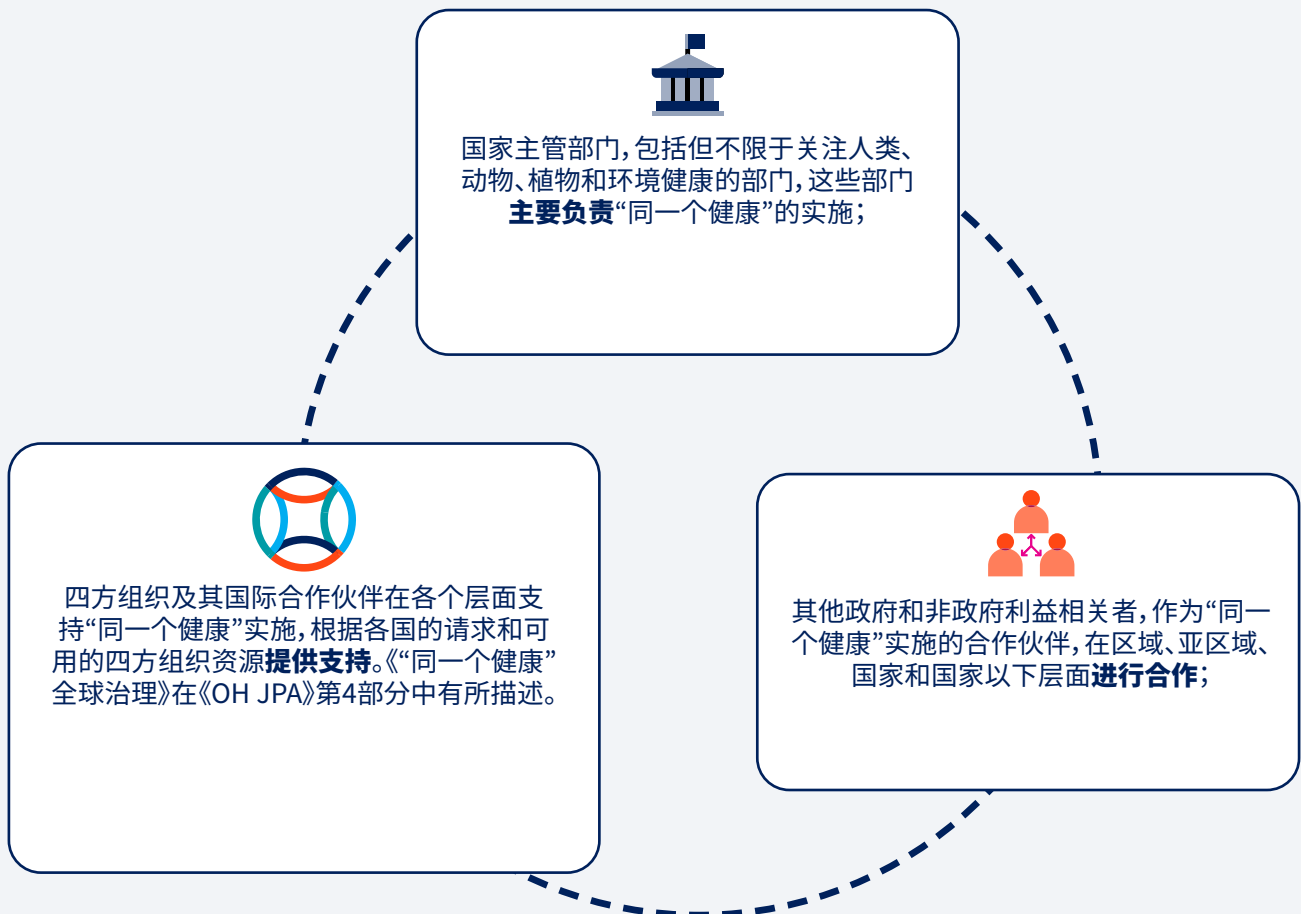 国家主管部门，包括但不限于关注人类、
动物、植物和环境健康的部门，这些部门
主要负责“同一个健康”的实施；
四方组织及其国际合作伙伴在各个层面支
持“同一个健康”实施，根据各国的请求和可
用的四方组织资源提供支持。《“同一个健康”
全球治理》在《OH JPA》第4部分中有所描述。
其他政府和非政府利益相关者，作为“同一
个健康”实施的合作伙伴，在区域、亚区域、
国家和国家以下层面进行合作；